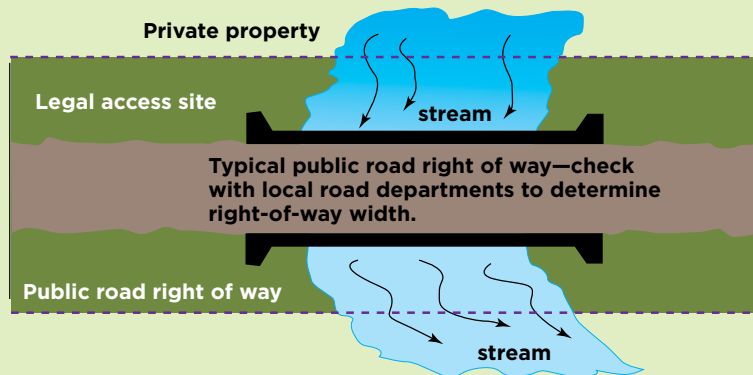 Private property
Legal access site
stream
Typical public road right of way—check
with local road departments to determine
right-of-way width.
Public road right of way
stream